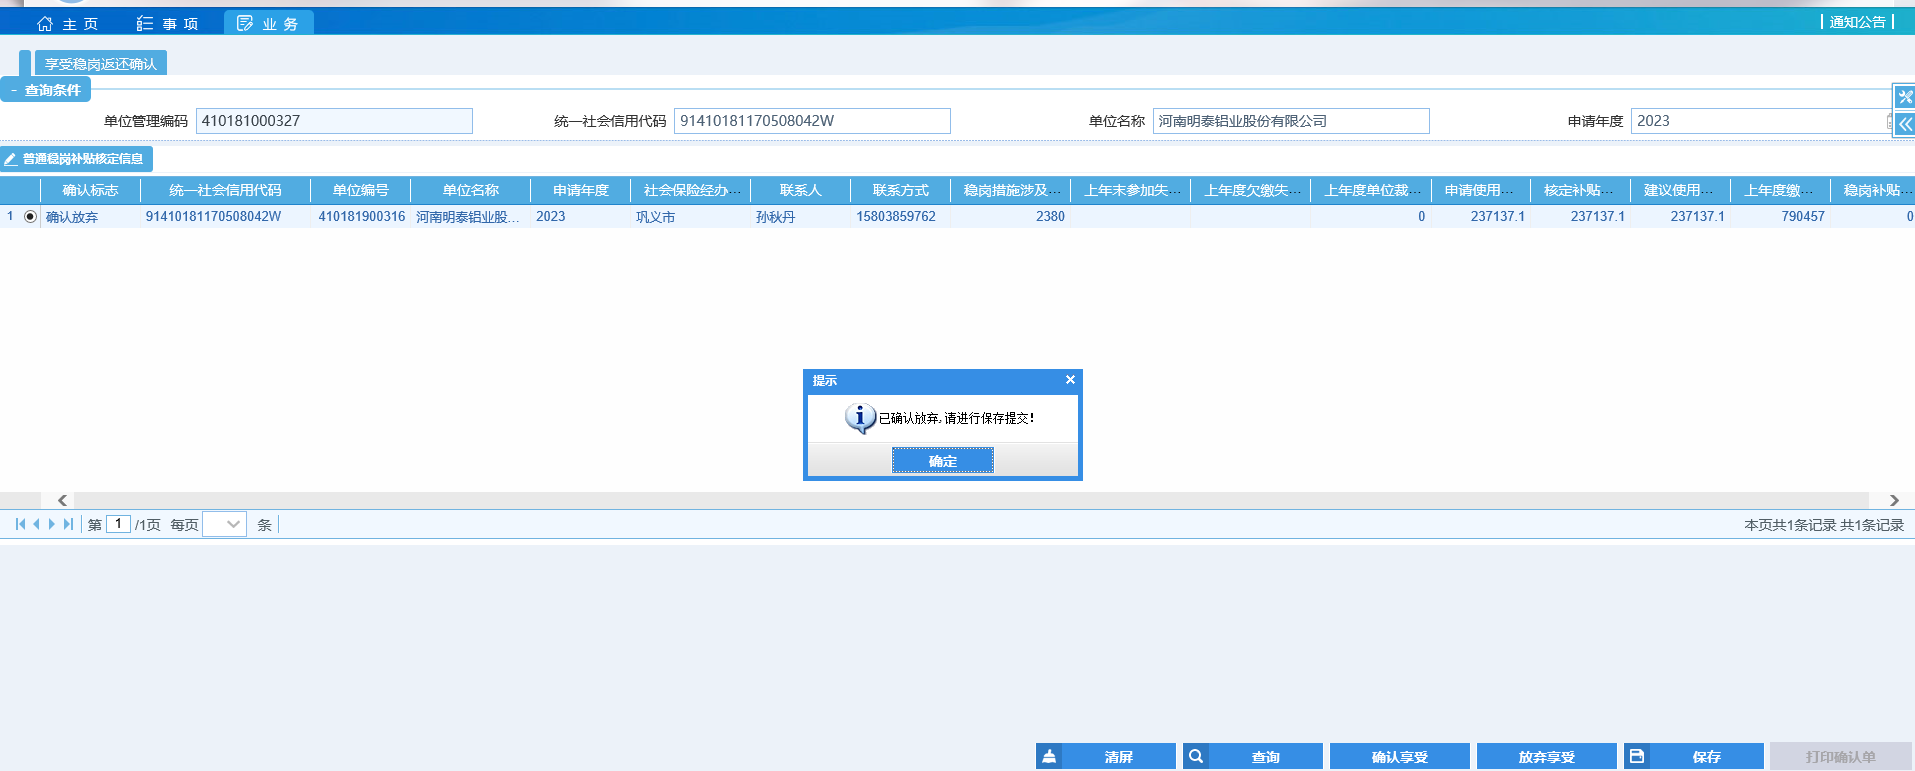 主页 事项 业务 通知公告
享受稳岗返还确认
- 查询条件
单位管理编码 410181000327 统一社会信用代码 91410181170508042W 单位名称 河南明泰铝业股份有限公司 申请年度 2023
普通稳岗补贴核定信息
确认标志 统一社会信用代码 单位编号 单位名称 申请年度 社会保险经办... 联系人 联系方式 稳岗措施涉及... 上年末参加失... 上年度欠缴失... 上年度单位裁... 申请使用... 核定补贴... 建议使用... 上年度缴... 稳岗补贴...
1 确认放弃 91410181170508042W 410181900316 河南明泰铝业股... 2023 巩义市 孙秋丹 15803859762 2380 0 237137.1 237137.1 237137.1 790457 0
提示
已确认放弃,请进行保存提交!
确定
第 1 /1页 每页 条 本页共1条记录 共1条记录
清屏 查询 确认享受 放弃享受 保存 打印确认单